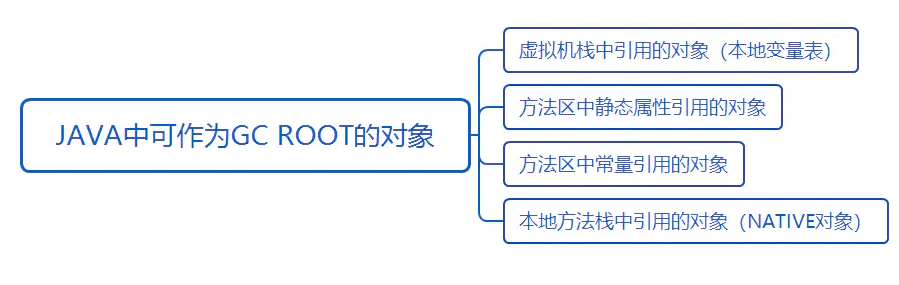 JAVA中可作为GC ROOT的对象
虚拟机栈中引用的对象（本地变量表）
方法区中静态属性引用的对象
方法区中常量引用的对象
本地方法栈中引用的对象（NATIVE对象）